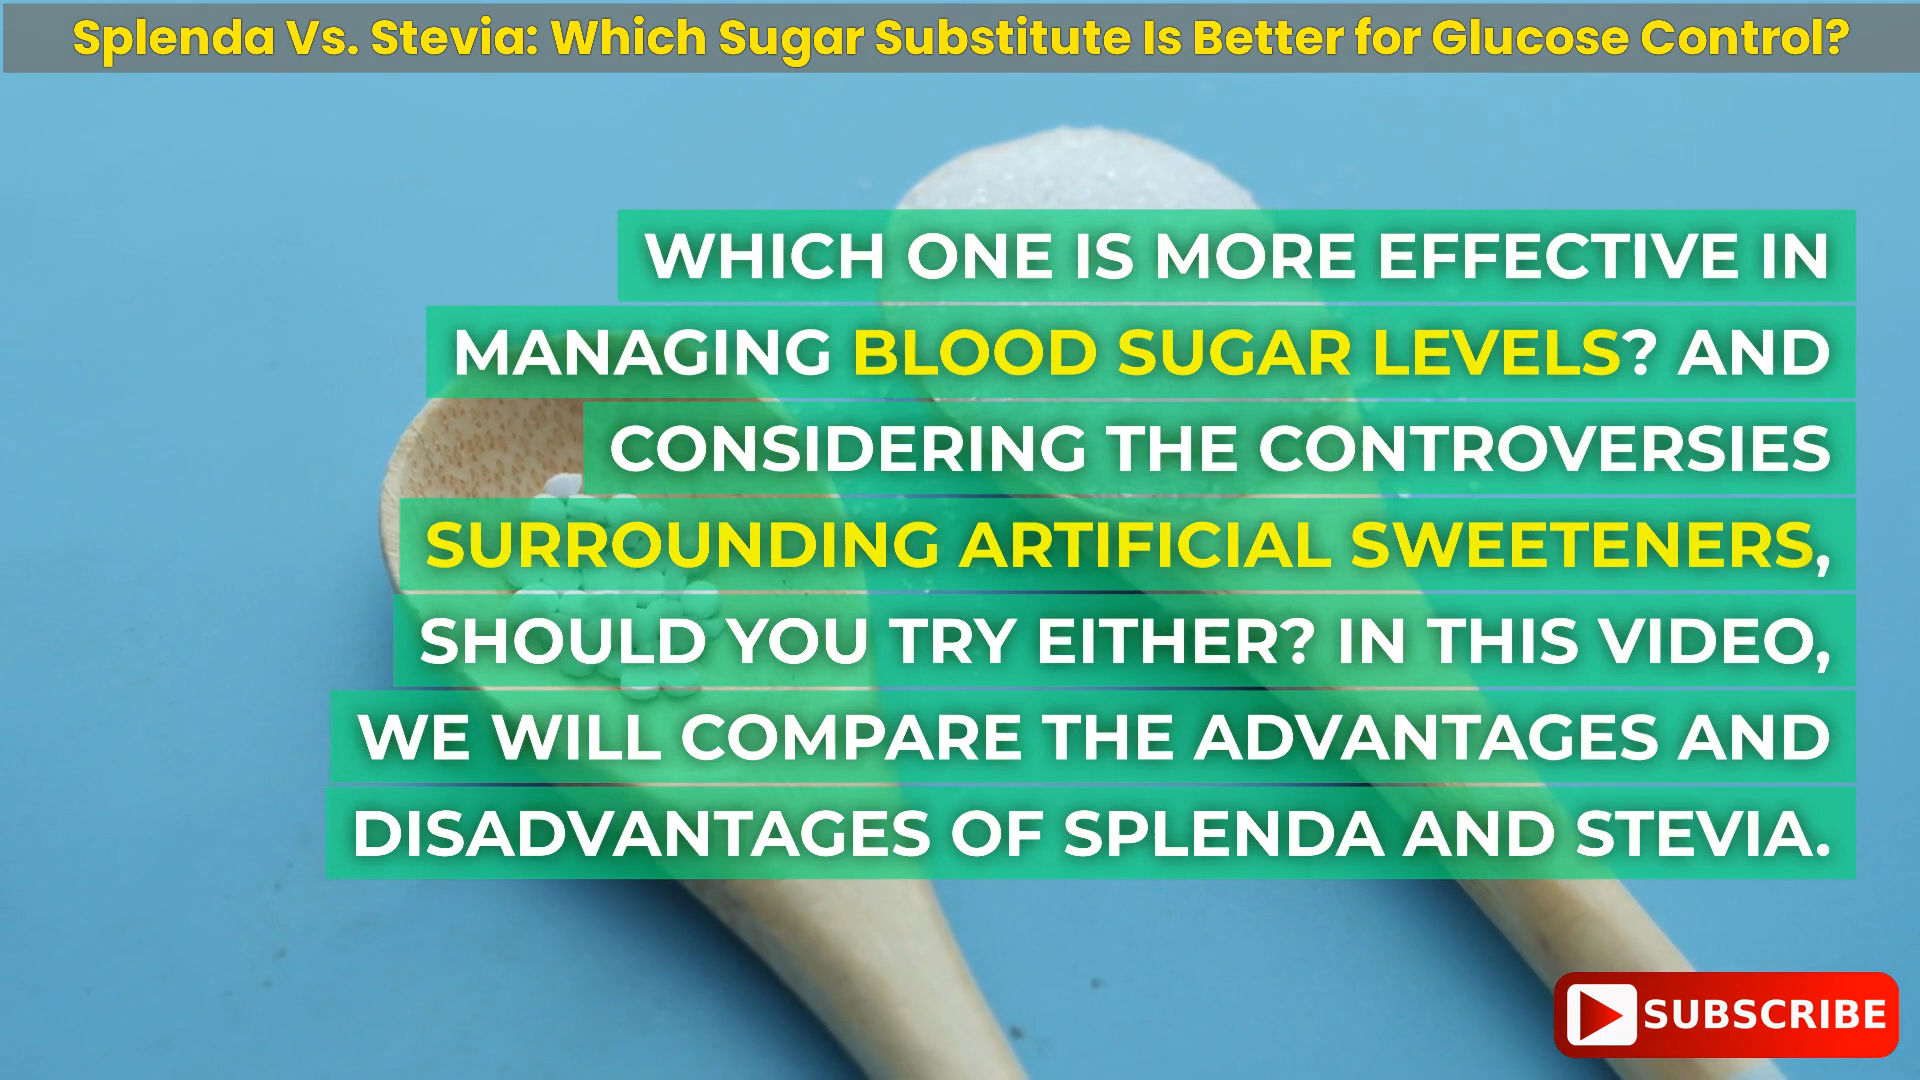 Splenda Vs. Stevia: Which Sugar Substitute Is Better for Glucose Control?
WHICH ONE IS MORE EFFECTIVE IN
MANAGING BLOOD SUGAR LEVELS? AND
CONSIDERING THE CONTROVERSIES
SURROUNDING ARTIFICIAL SWEETENERS,
SHOULD YOU TRY EITHER? IN THIS VIDEO,
WE WILL COMPARE THE ADVANTAGES AND
DISADVANTAGES OF SPLENDA AND STEVIA.
SUBSCRIBE